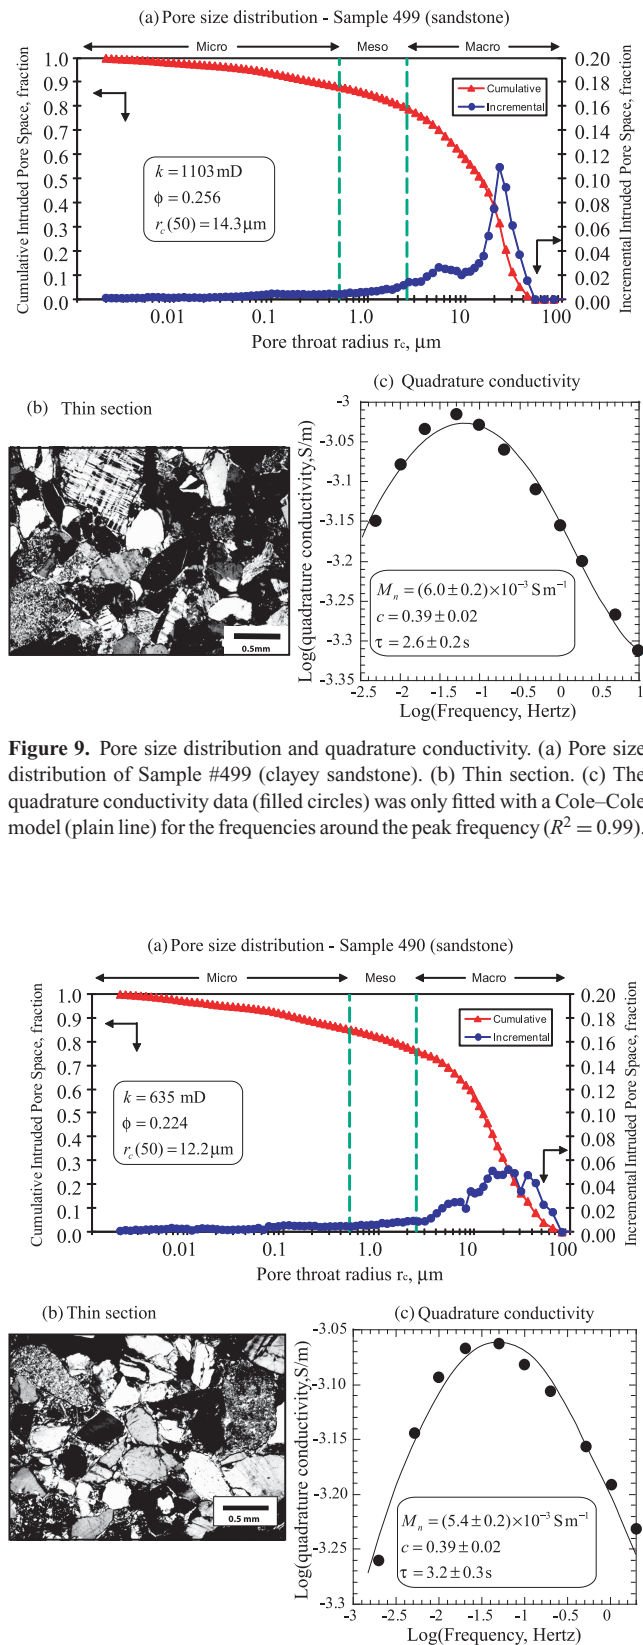 (a) Pore size distribution - Sample 499 (sandstone)
Micro Meso Macro
1.0
0.9
0.8
0.7
0.6
0.5
0.4
0.3
0.2
0.1
0.0
Cumulative Intruded Pore Space, fraction
0.20
0.18
0.16
0.14
0.12
0.10
0.08
0.06
0.04
0.02
0.00
Incremental Intruded Pore Space, fraction
Cumulative
Incremental
k = 1103 mD
ϕ = 0.256
r_c(50) = 14.3 μm
0.01 0.1 1.0 10 100
Pore throat radius r_c, μm
(b) Thin section
0.5mm
(c) Quadrature conductivity
-3
-3.05
-3.1
-3.15
-3.2
-3.25
-3.3
-3.35
Log(quadrature conductivity,S/m)
M_n = (6.0 ± 0.2)×10⁻³ S m⁻¹
c = 0.39 ± 0.02
τ = 2.6 ± 0.2 s
-2.5 -2 -1.5 -1 -0.5 0 0.5 1
Log(Frequency, Hertz)
Figure 9. Pore size distribution and quadrature conductivity. (a) Pore size
distribution of Sample #499 (clayey sandstone). (b) Thin section. (c) The
quadrature conductivity data (filled circles) was only fitted with a Cole–Cole
model (plain line) for the frequencies around the peak frequency (R² = 0.99).
(a) Pore size distribution - Sample 490 (sandstone)
Micro Meso Macro
1.0
0.9
0.8
0.7
0.6
0.5
0.4
0.3
0.2
0.1
0.0
Cumulative Intruded Pore Space, fraction
0.20
0.18
0.16
0.14
0.12
0.10
0.08
0.06
0.04
0.02
0.00
Incremental Intruded Pore Space, fraction
Cumulative
Incremental
k = 635 mD
ϕ = 0.224
r_c(50) = 12.2 μm
0.01 0.1 1.0 10 100
Pore throat radius r_c, μm
(b) Thin section
0.5 mm
(c) Quadrature conductivity
-3.05
-3.10
-3.15
-3.20
-3.25
-3.3
Log(quadrature conductivity,S/m)
M_n = (5.4 ± 0.2)×10⁻³ S m⁻¹
c = 0.39 ± 0.02
τ = 3.2 ± 0.3 s
-3 -2.5 -2 -1.5 -1 -0.5 0
Log(Frequency, Hertz)